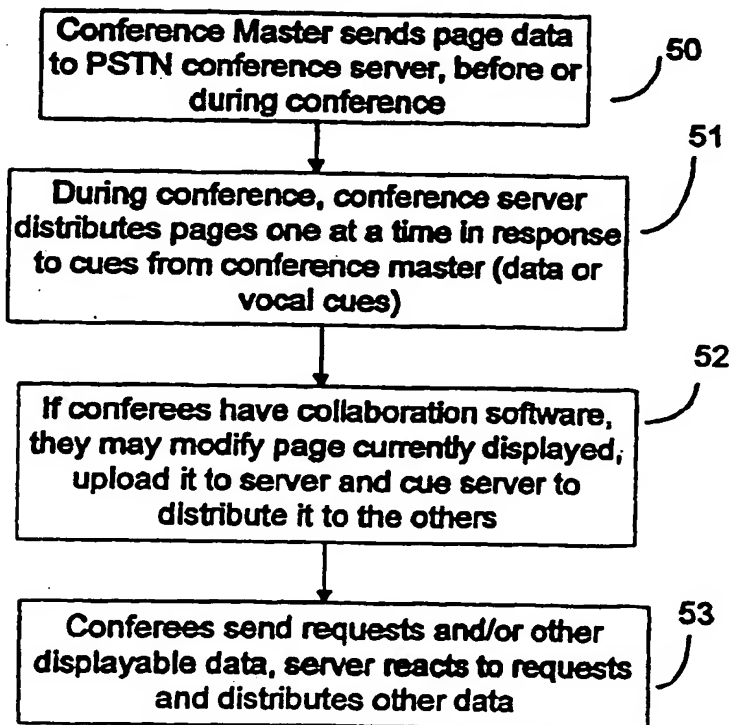 Conference Master sends page data
to PSTN conference server, before or
during conference
50
51
During conference, conference server
distributes pages one at a time in response
to cues from conference master (data or
vocal cues)
52
If conferees have collaboration software,
they may modify page currently displayed,
upload it to server and cue server to
distribute it to the others
53
Conferees send requests and/or other
displayable data, server reacts to requests
and distributes other data